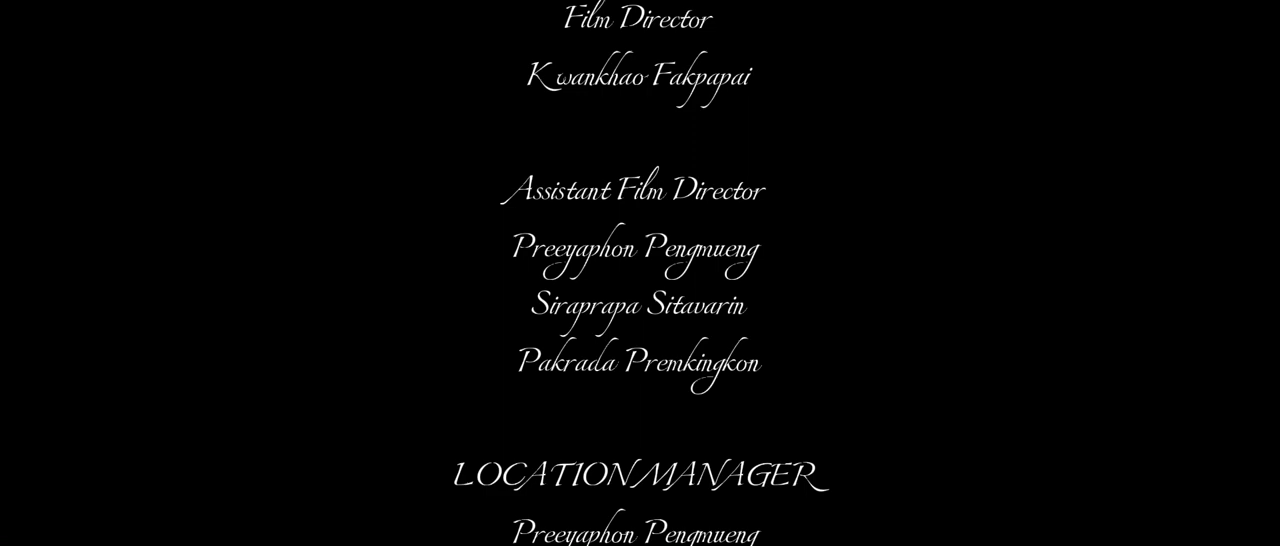 Film Director
Kwankhao Fakpapai
Assistant Film Director
Preeyaphon Pengmueng
Siraprapa Sitavarin
Pakrada Premkingkon
LOCATION MANAGER
Preeyaphon Pengmueng